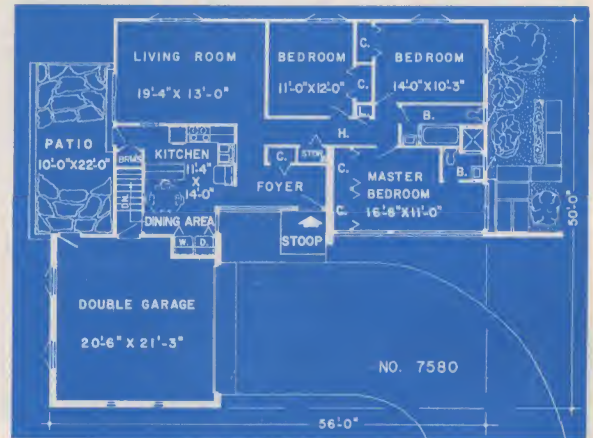 LIVING ROOM
19'-4" X 13'-0"
BEDROOM
11'-0"X12'-0"
C.
C.
BEDROOM
14'-0"X10'-3"
L.
B.
H.
PATIO
10'-0"X22'-0"
BRMS
KITCHEN
11'-4"
X
14'-0"
DN.
C.
STOR.
FOYER
C.
C.
MASTER
BEDROOM
16'-8"X11'-0"
B.
DINING AREA
W.
D.
STOOP
50'-0"
DOUBLE GARAGE
20'-6" X 21'-3"
NO. 7580
56'-0"